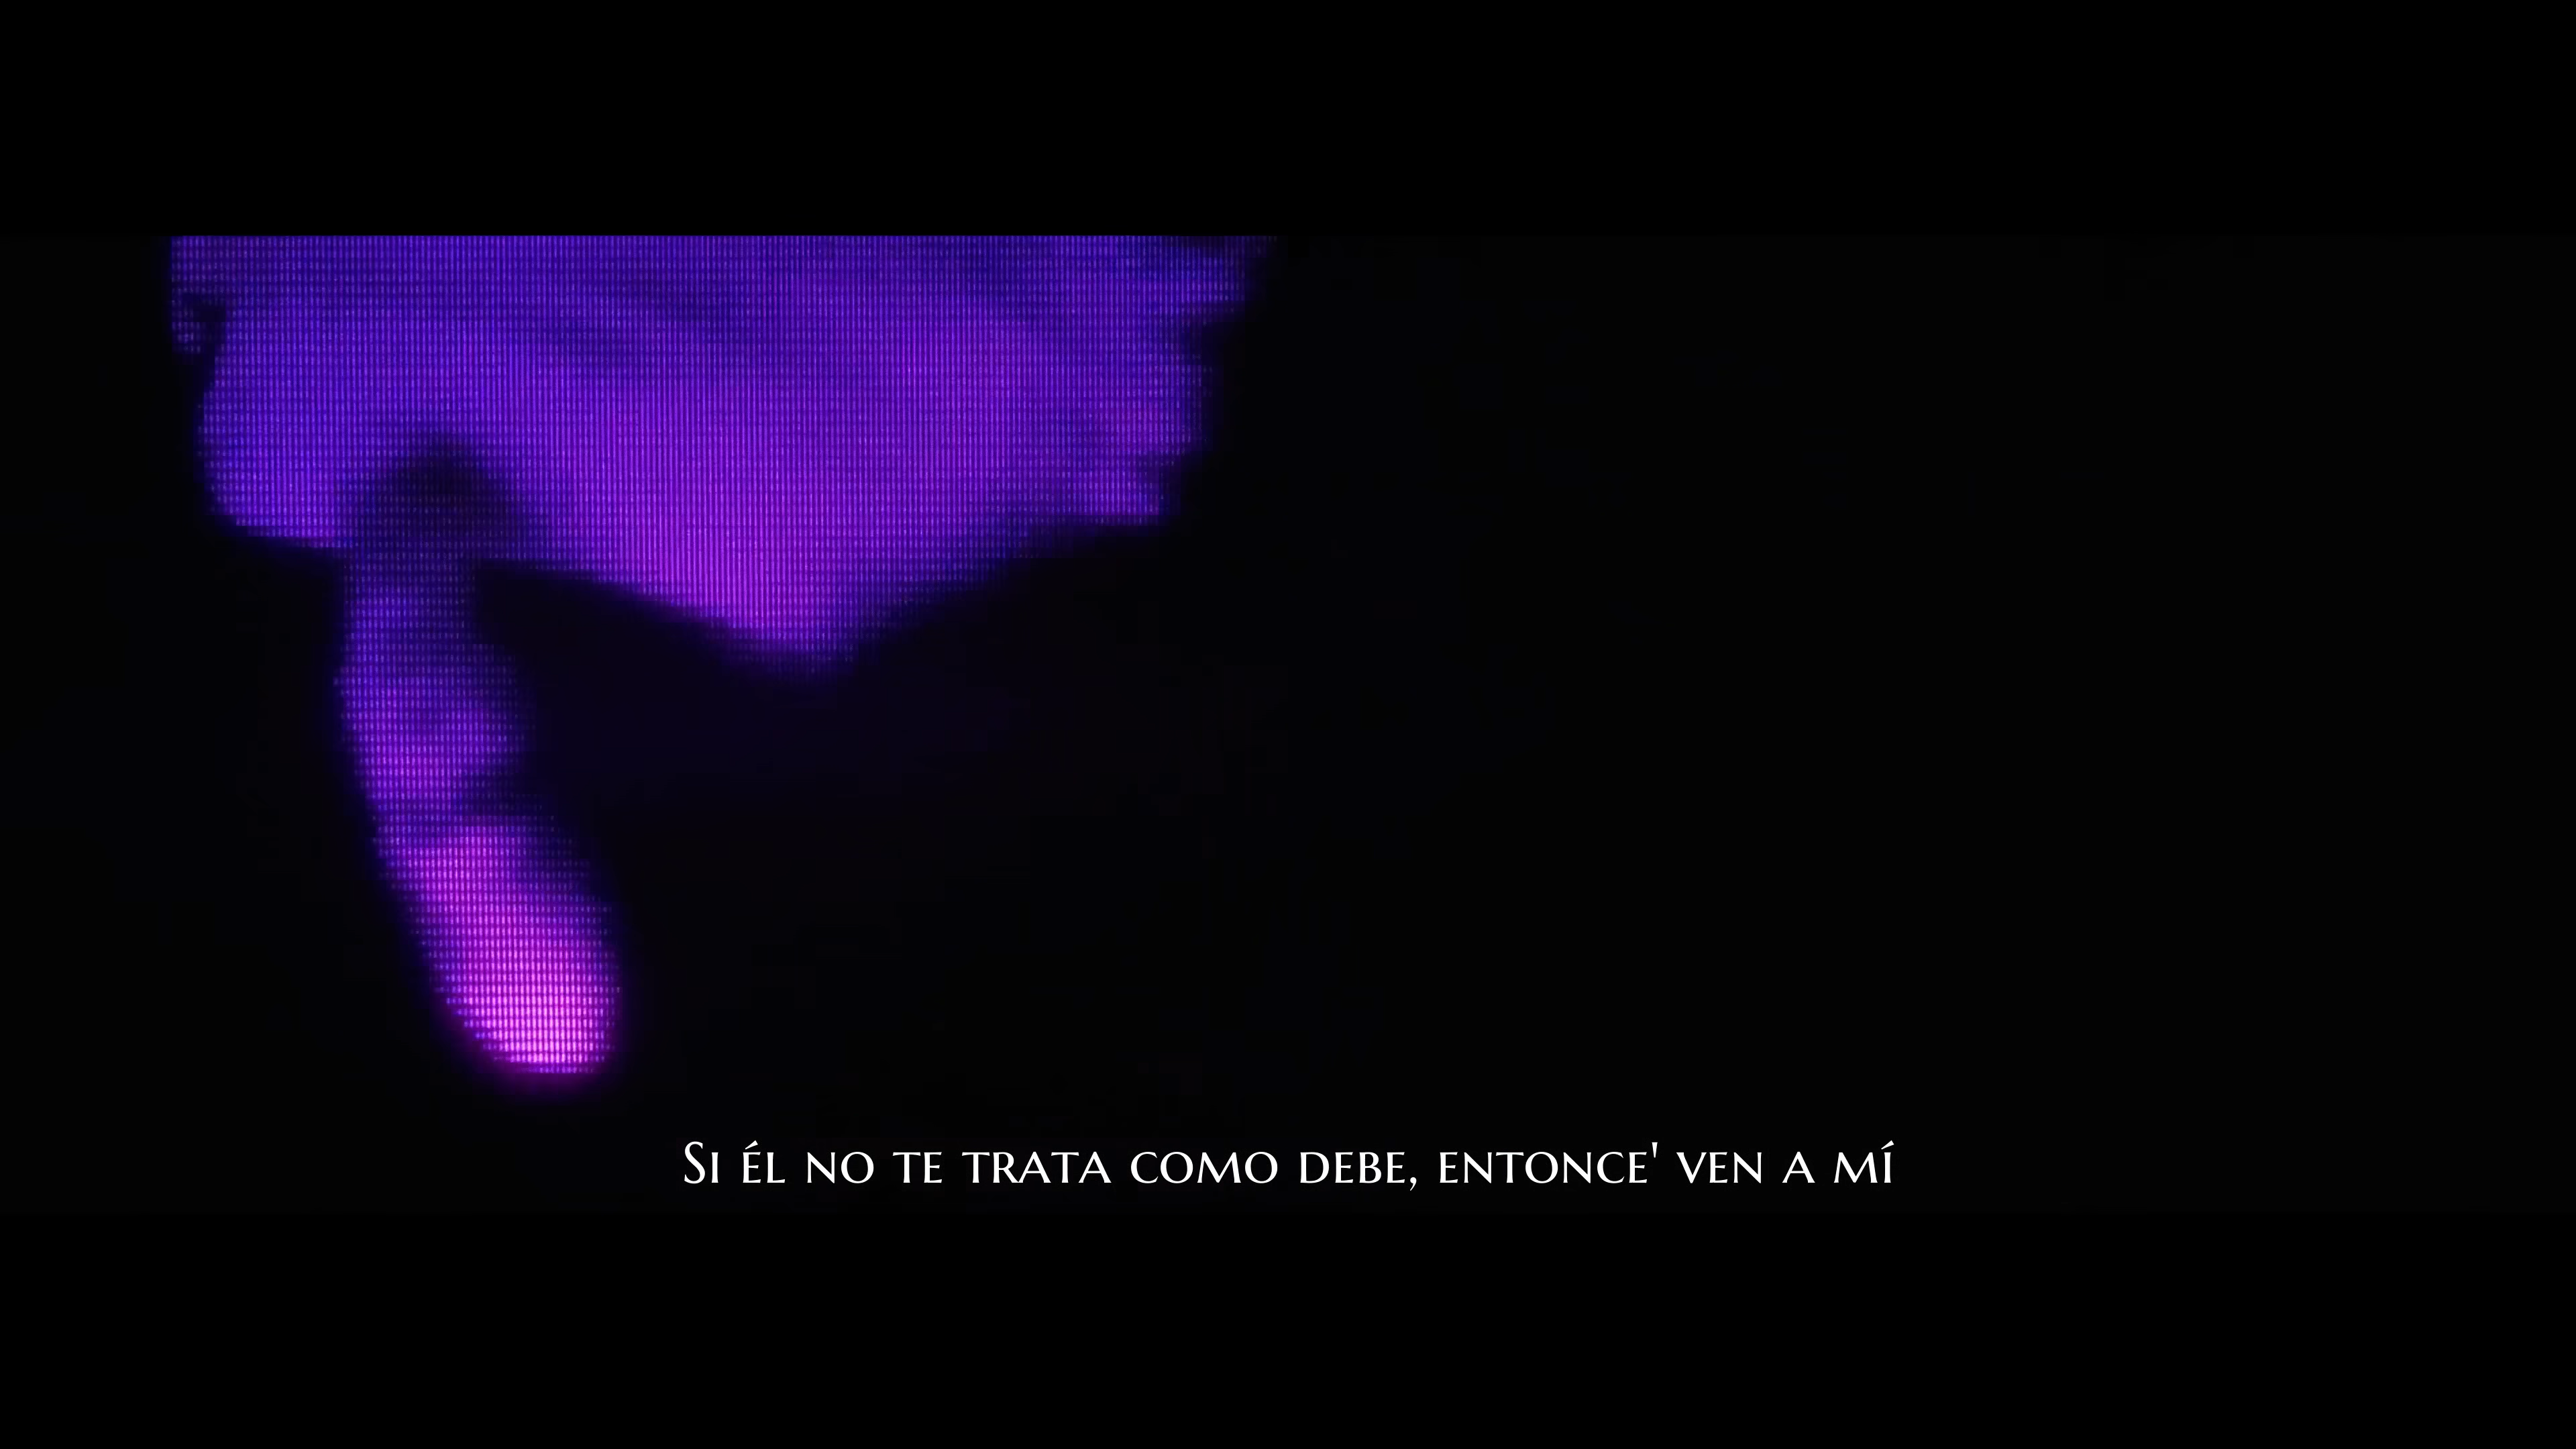 Si él no te trata como debe, entonce' ven a mí